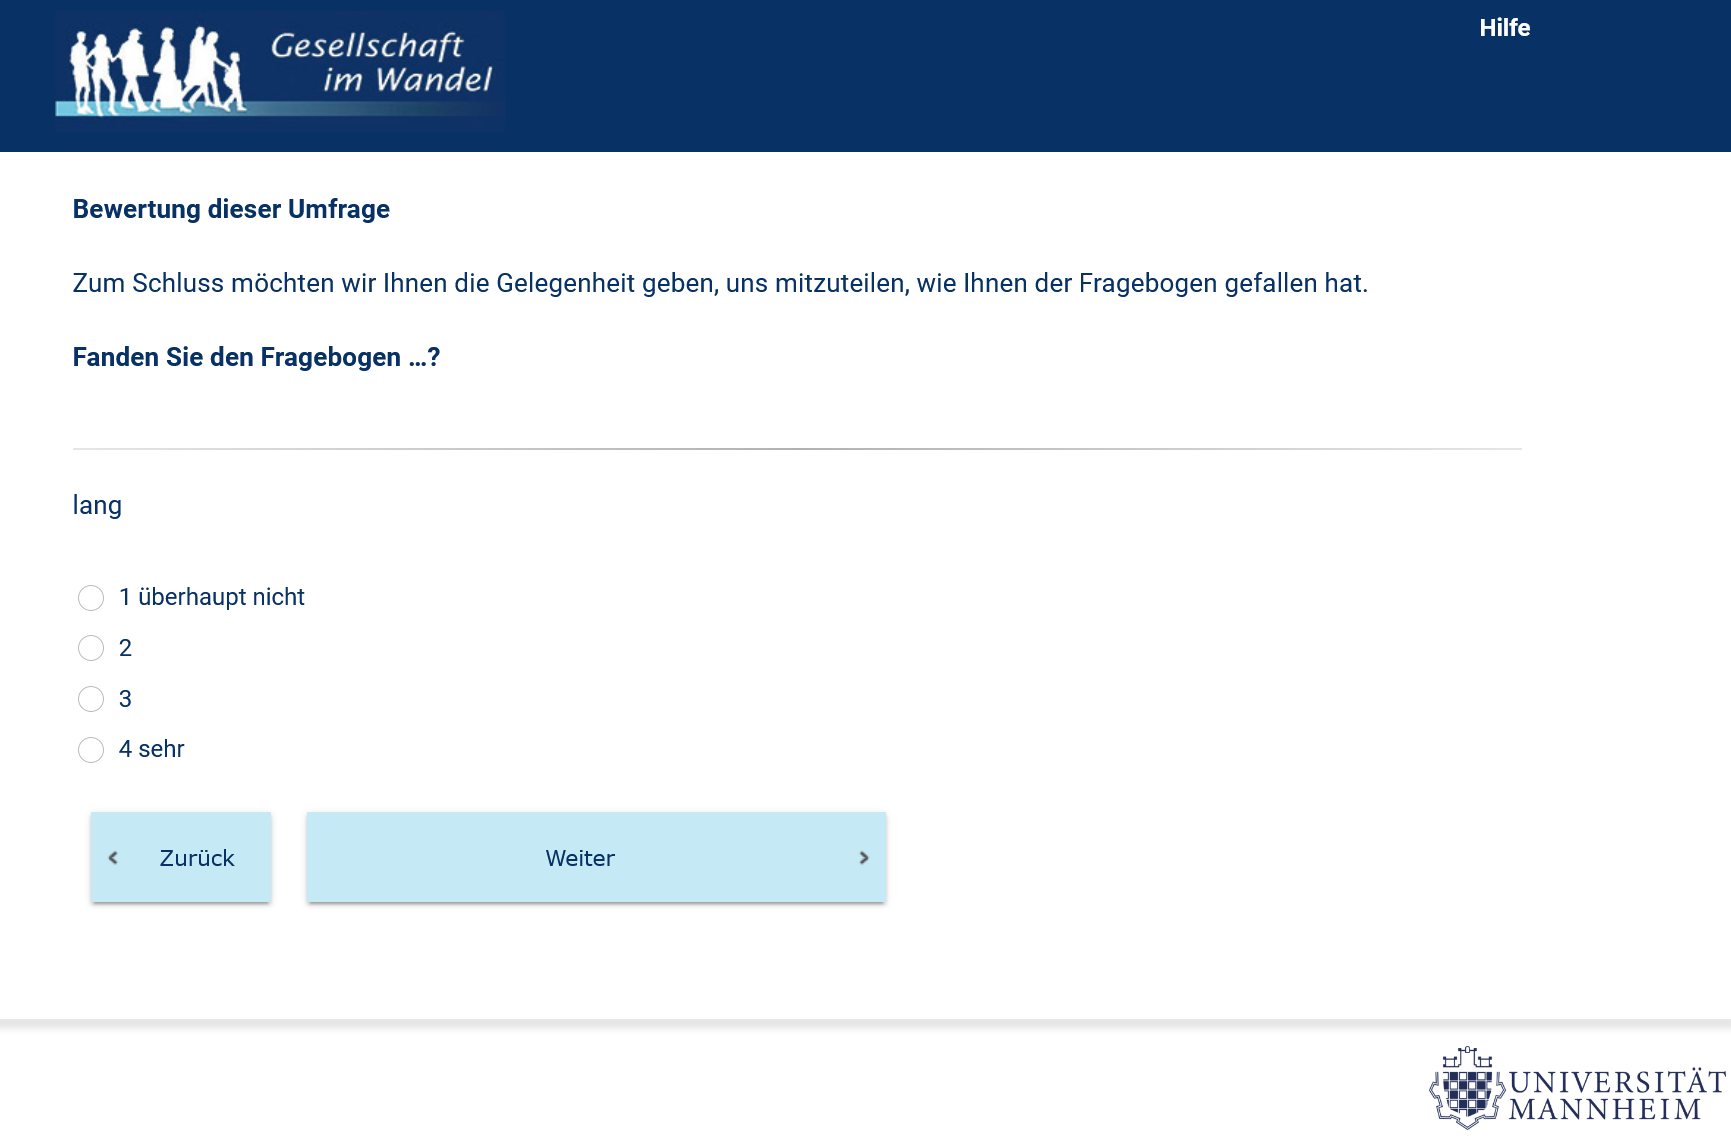 Gesellschaft
im Wandel
Hilfe
Bewertung dieser Umfrage
Zum Schluss möchten wir Ihnen die Gelegenheit geben, uns mitzuteilen, wie Ihnen der Fragebogen gefallen hat.
Fanden Sie den Fragebogen ...?
lang
1 überhaupt nicht
2
3
4 sehr
Zurück
Weiter
UNIVERSITÄT
MANNHEIM